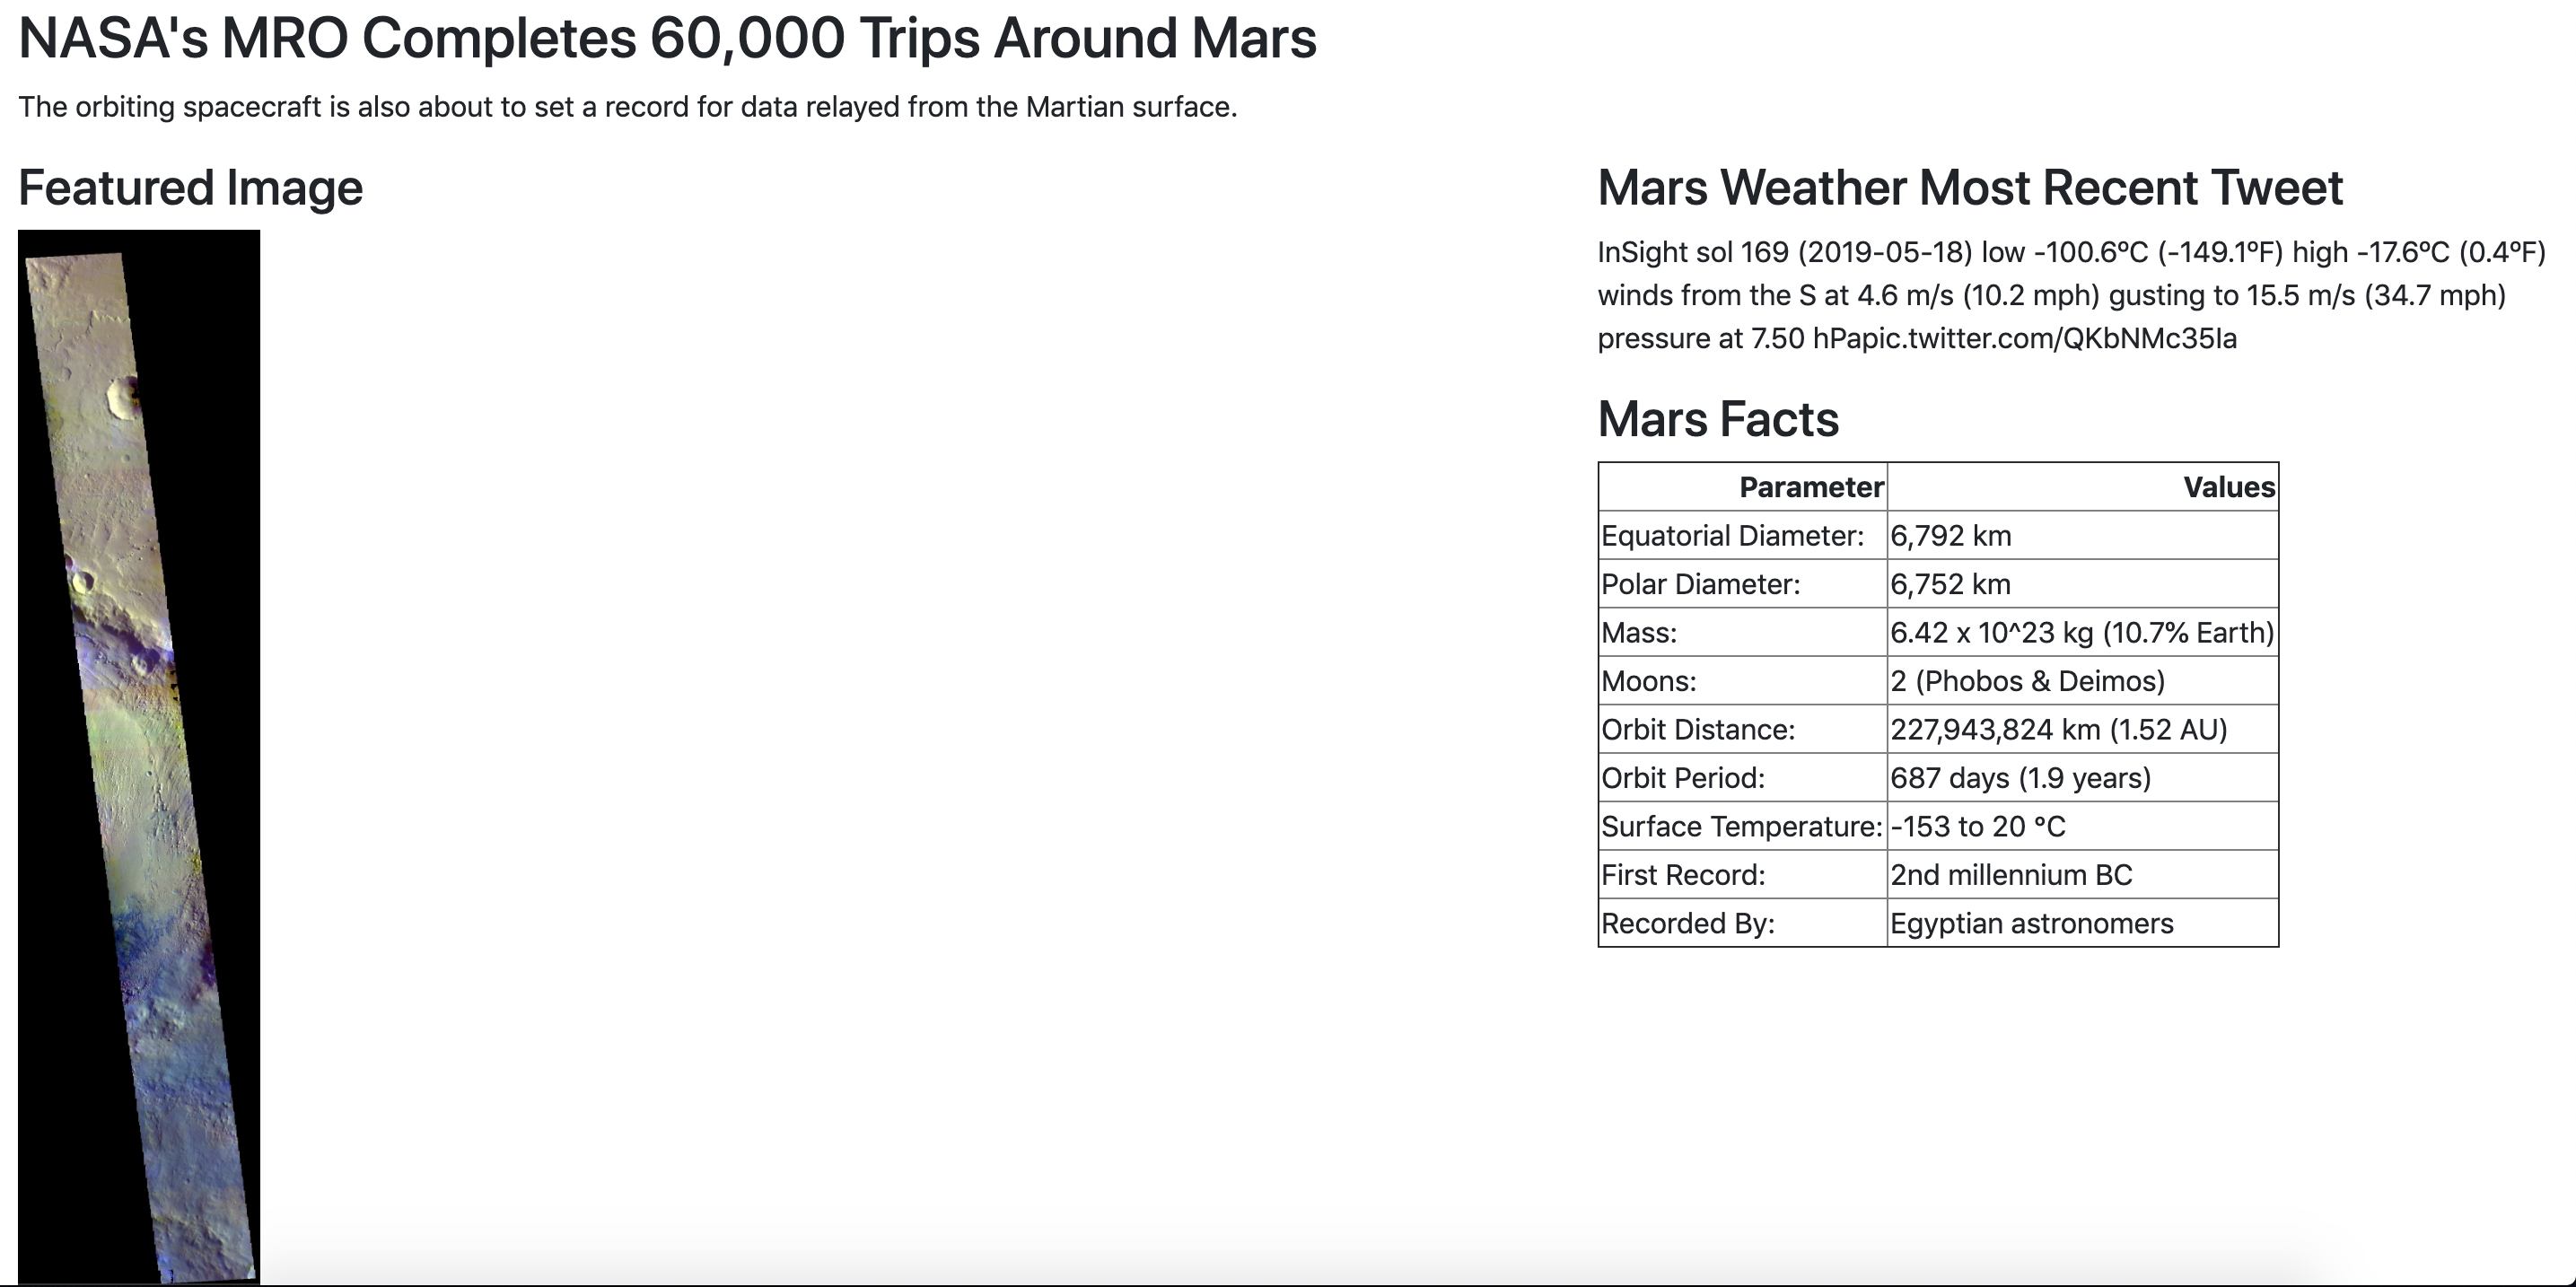 NASA's MRO Completes 60,000 Trips Around Mars
The orbiting spacecraft is also about to set a record for data relayed from the Martian surface.
Featured Image
Mars Weather Most Recent Tweet
InSight sol 169 (2019-05-18) low -100.6ºC (-149.1ºF) high -17.6ºC (0.4ºF)
winds from the S at 4.6 m/s (10.2 mph) gusting to 15.5 m/s (34.7 mph)
pressure at 7.50 hPapic.twitter.com/QKbNMc35la
Mars Facts
Parameter Values
Equatorial Diameter: 6,792 km
Polar Diameter: 6,752 km
Mass: 6.42 x 10^23 kg (10.7% Earth)
Moons: 2 (Phobos & Deimos)
Orbit Distance: 227,943,824 km (1.52 AU)
Orbit Period: 687 days (1.9 years)
Surface Temperature: -153 to 20 °C
First Record: 2nd millennium BC
Recorded By: Egyptian astronomers